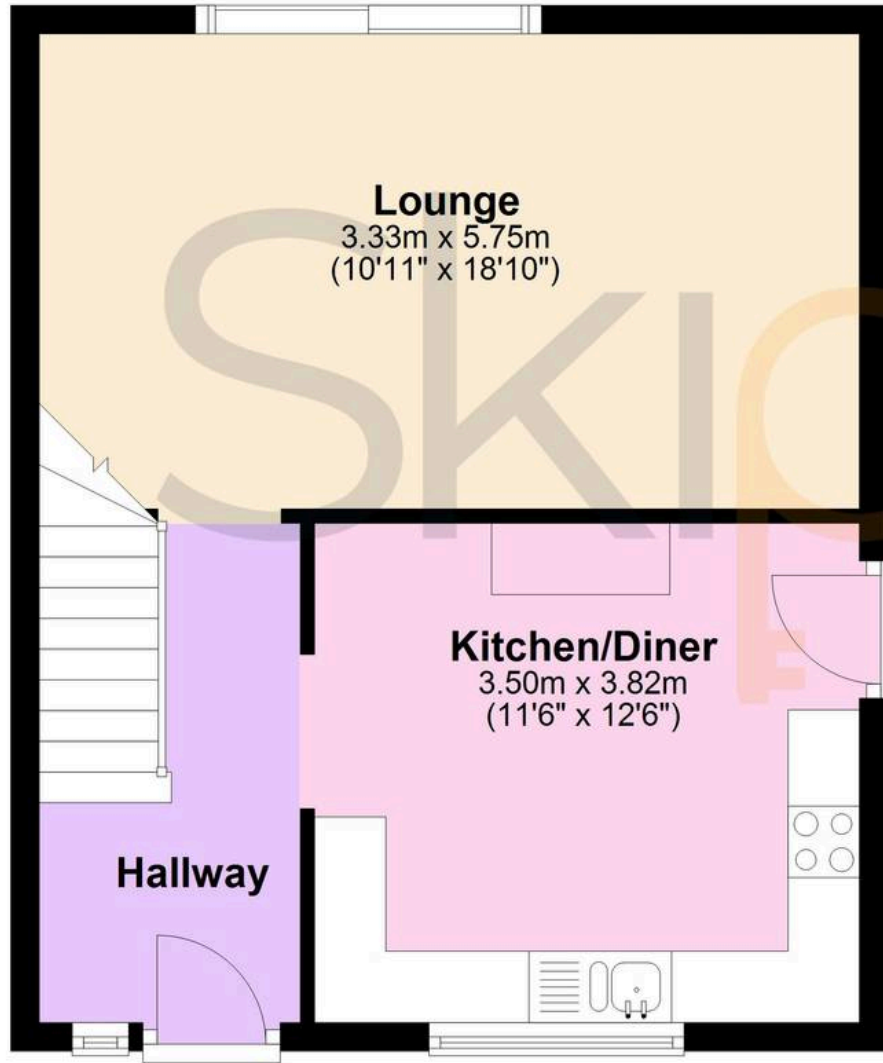 Lounge
3.33m x 5.75m
(10'11" x 18'10")
Skip
Kitchen/Diner
3.50m x 3.82m
(11'6" x 12'6")
Hallway